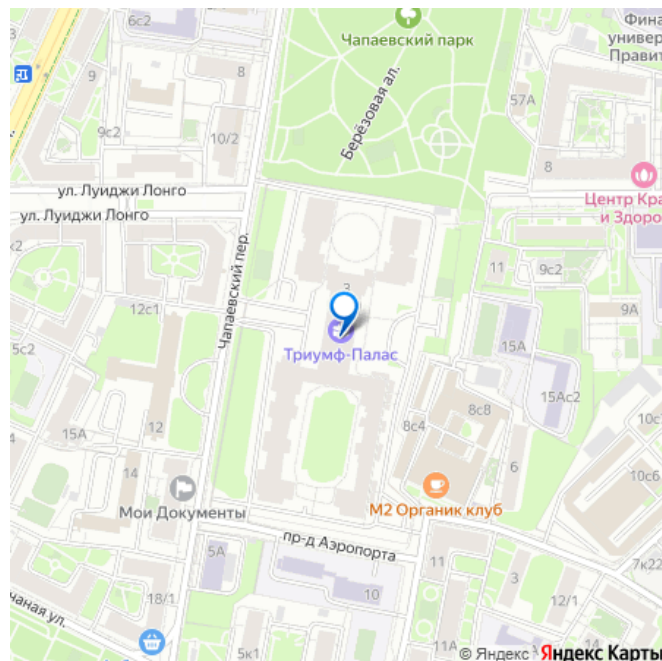 6с2
Чапаевский парк
Фина
универ
Правит
9
8
Берёзовая ал.
57А
9с2
10/2
8
ул. Луиджи Лонго
ул. Луиджи Лонго
Центр Кра
и Здоро
к2
Чапаевский пер.
11
9с2
3
12с1
9А
5с2
15А
Триумф-Палас
15Ас2
8с8
8с4
15А
12
14
6
10с6
М2 Органик клуб
Мои Документы
пр-д Аэропорта
5А
11
7к22
3
10
18/1
12/1
чаная ул.
5к1
11А
11А
© Яндекс Яндекс Карты